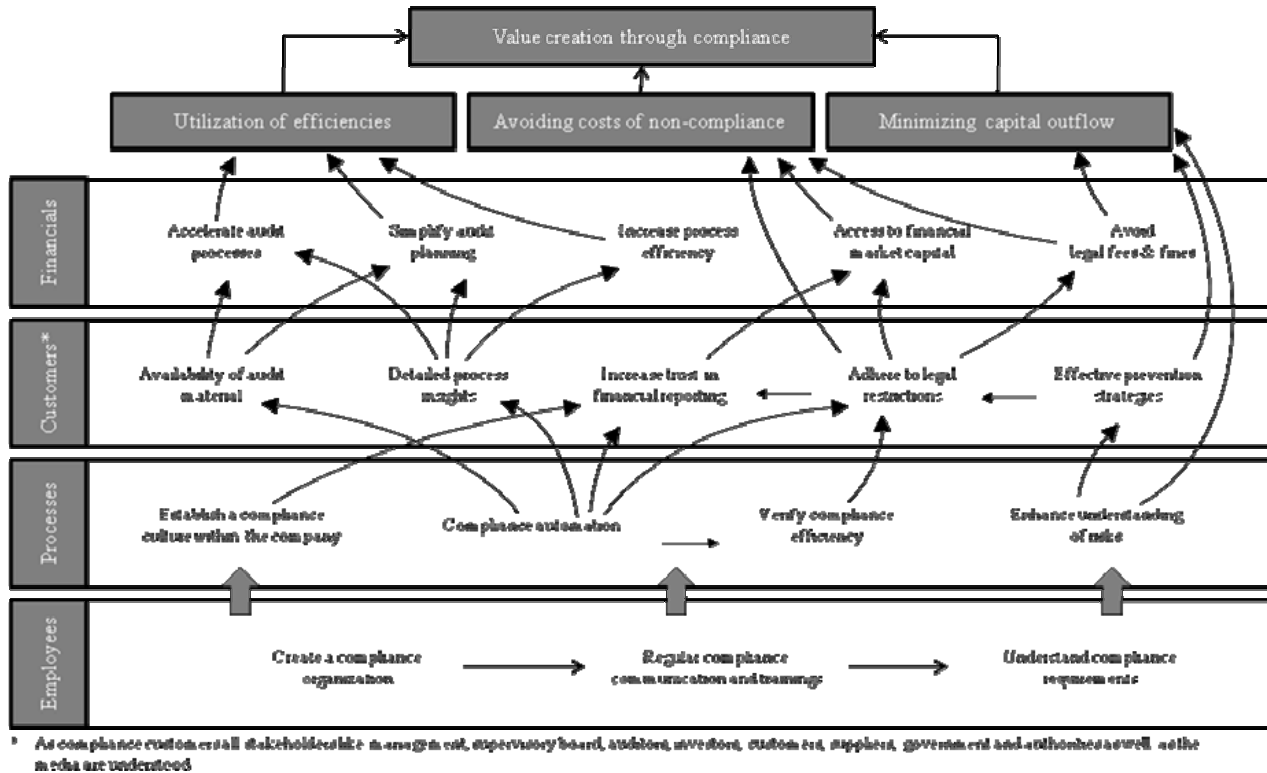 Value creation through compliance
Utilization of efficiencies
Avoiding costs of non-compliance
Minimizing capital outflow
Financials
Accelerate audit
processes
Simplify audit
planning
Increase process
efficiency
Access to financial
market capital
Avoid
legal fees & fines
Customers*
Availability of audit
material
Detailed process
insights
Increase trust in
financial reporting
Adhere to legal
restrictions
Effective prevention
strategies
Processes
Establish a compliance
culture within the company
Compliance automation
Verify compliance
efficiency
Enhance understanding
of risks
Employees
Create a compliance
organization
Regular compliance
communication and trainings
Understand compliance
requirements
* As compliance customers all stakeholders like management, supervisory board, auditors, investors, customers, suppliers, government and authorities as well as the
media are understood